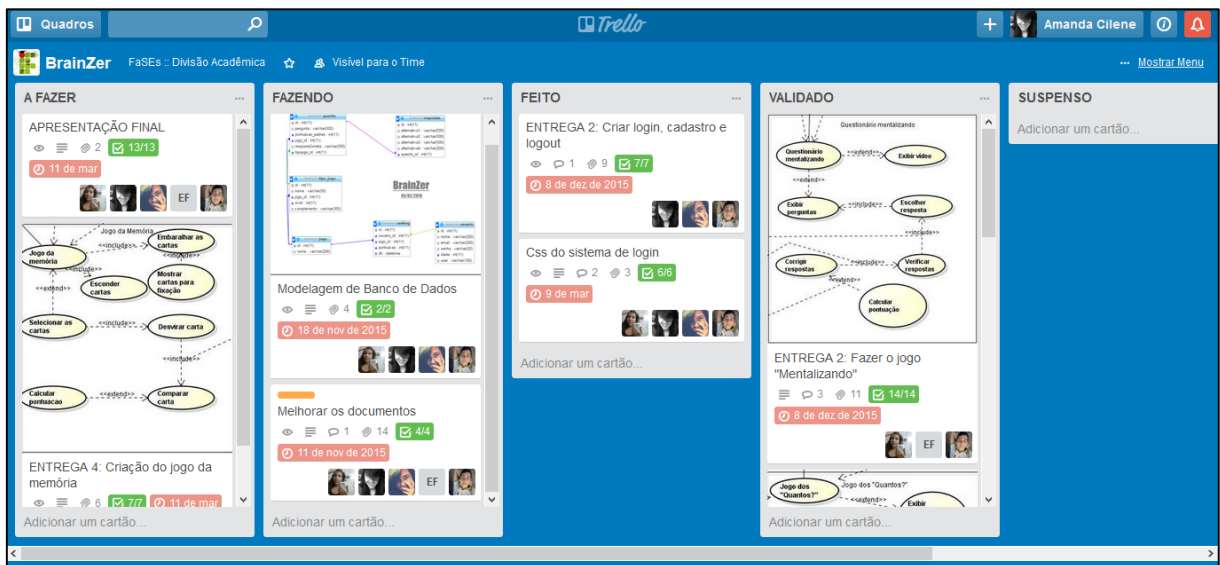 Quadros
Trello
Amanda Cilene
BrainZer
FaSEs :: Divisão Acadêmica
Visível para o Time
Mostrar Menu
A FAZER
APRESENTAÇÃO FINAL
2 13/13
11 de mar
EF
Jogo da Memória
Embaralhar as
cartas
<<includes>>
Jogo da
memória
<<include>>
Mostrar
cartas para
fixação
<<extend>>
Esconder
cartas
Selecionar as
cartas
<<include>>
Desvirar carta
<<include>>
Calcular
pontuacao
<<extend>>
Comparar
carta
ENTREGA 4: Criação do jogo da
memória
6 7/7 11 de mar
Adicionar um cartão...
FAZENDO
BrainZer
Modelagem de Banco de Dados
4 2/2
18 de nov de 2015
Melhorar os documentos
1 14 4/4
11 de nov de 2015
EF
Adicionar um cartão...
FEITO
ENTREGA 2: Criar login, cadastro e
logout
1 9 7/7
8 de dez de 2015
Css do sistema de login
2 3 6/6
9 de mar
Adicionar um cartão...
VALIDADO
Questionário mentalizando
Questionário
mentalizando
<<extend>>
Exibir vídeo
<<extend>>
Exibir
perguntas
<<include>>
Escolher
resposta
<<include>>
Corrigir
respostas
<<include>>
Verificar
respostas
<<extend>>
Calcular
pontuação
ENTREGA 2: Fazer o jogo
"Mentalizando"
3 11 14/14
8 de dez de 2015
EF
Jogo dos "Quantos?"
Jogo dos
"Quantos?"
<<extend>>
Exibir
Adicionar um cartão...
SUSPENSO
Adicionar um cartão...